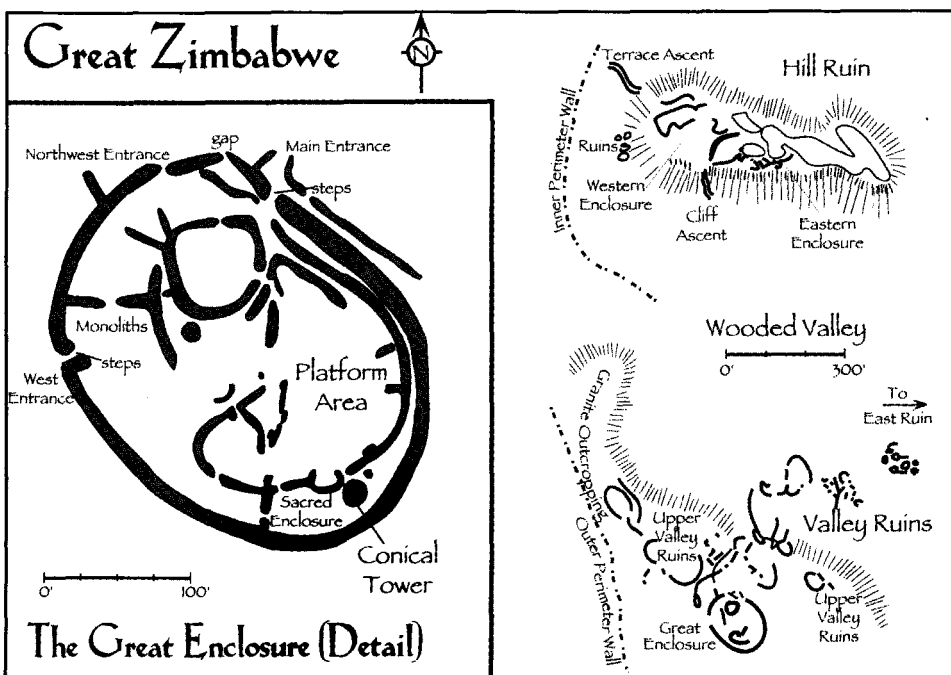 Great Zimbabwe
N
gap
Northwest Entrance
Main Entrance
steps
Monoliths
steps
West
Entrance
Platform
Area
Sacred
Enclosure
Conical
Tower
0' 100'
The Great Enclosure (Detail)
Terrace Ascent
Hill Ruin
Inner Perimeter Wall
Ruins
Western
Enclosure
Cliff
Ascent
Eastern
Enclosure
Wooded Valley
0' 300'
To
East Ruin
Granite Outcropping
Outer Perimeter Wall
Upper
Valley
Ruins
Valley Ruins
Upper
Valley
Ruins
Great
Enclosure